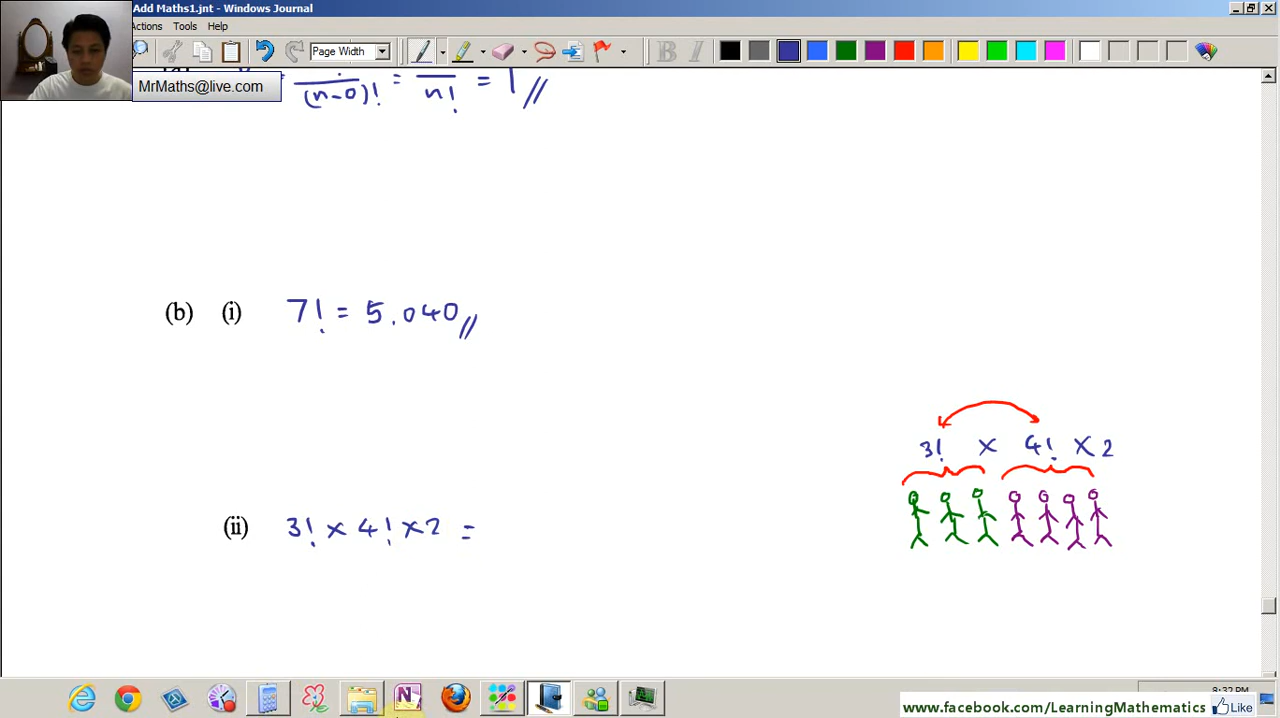 Add Maths1.jnt - Windows Journal
Actions Tools Help
Page Width
MrMaths@live.com
(n-0)! = n! = 1 //
(b) (i) 7! = 5.040 //
3! × 4! × 2
(ii) 3! × 4! × 2 =
www.facebook.com/LearningMathematics Like